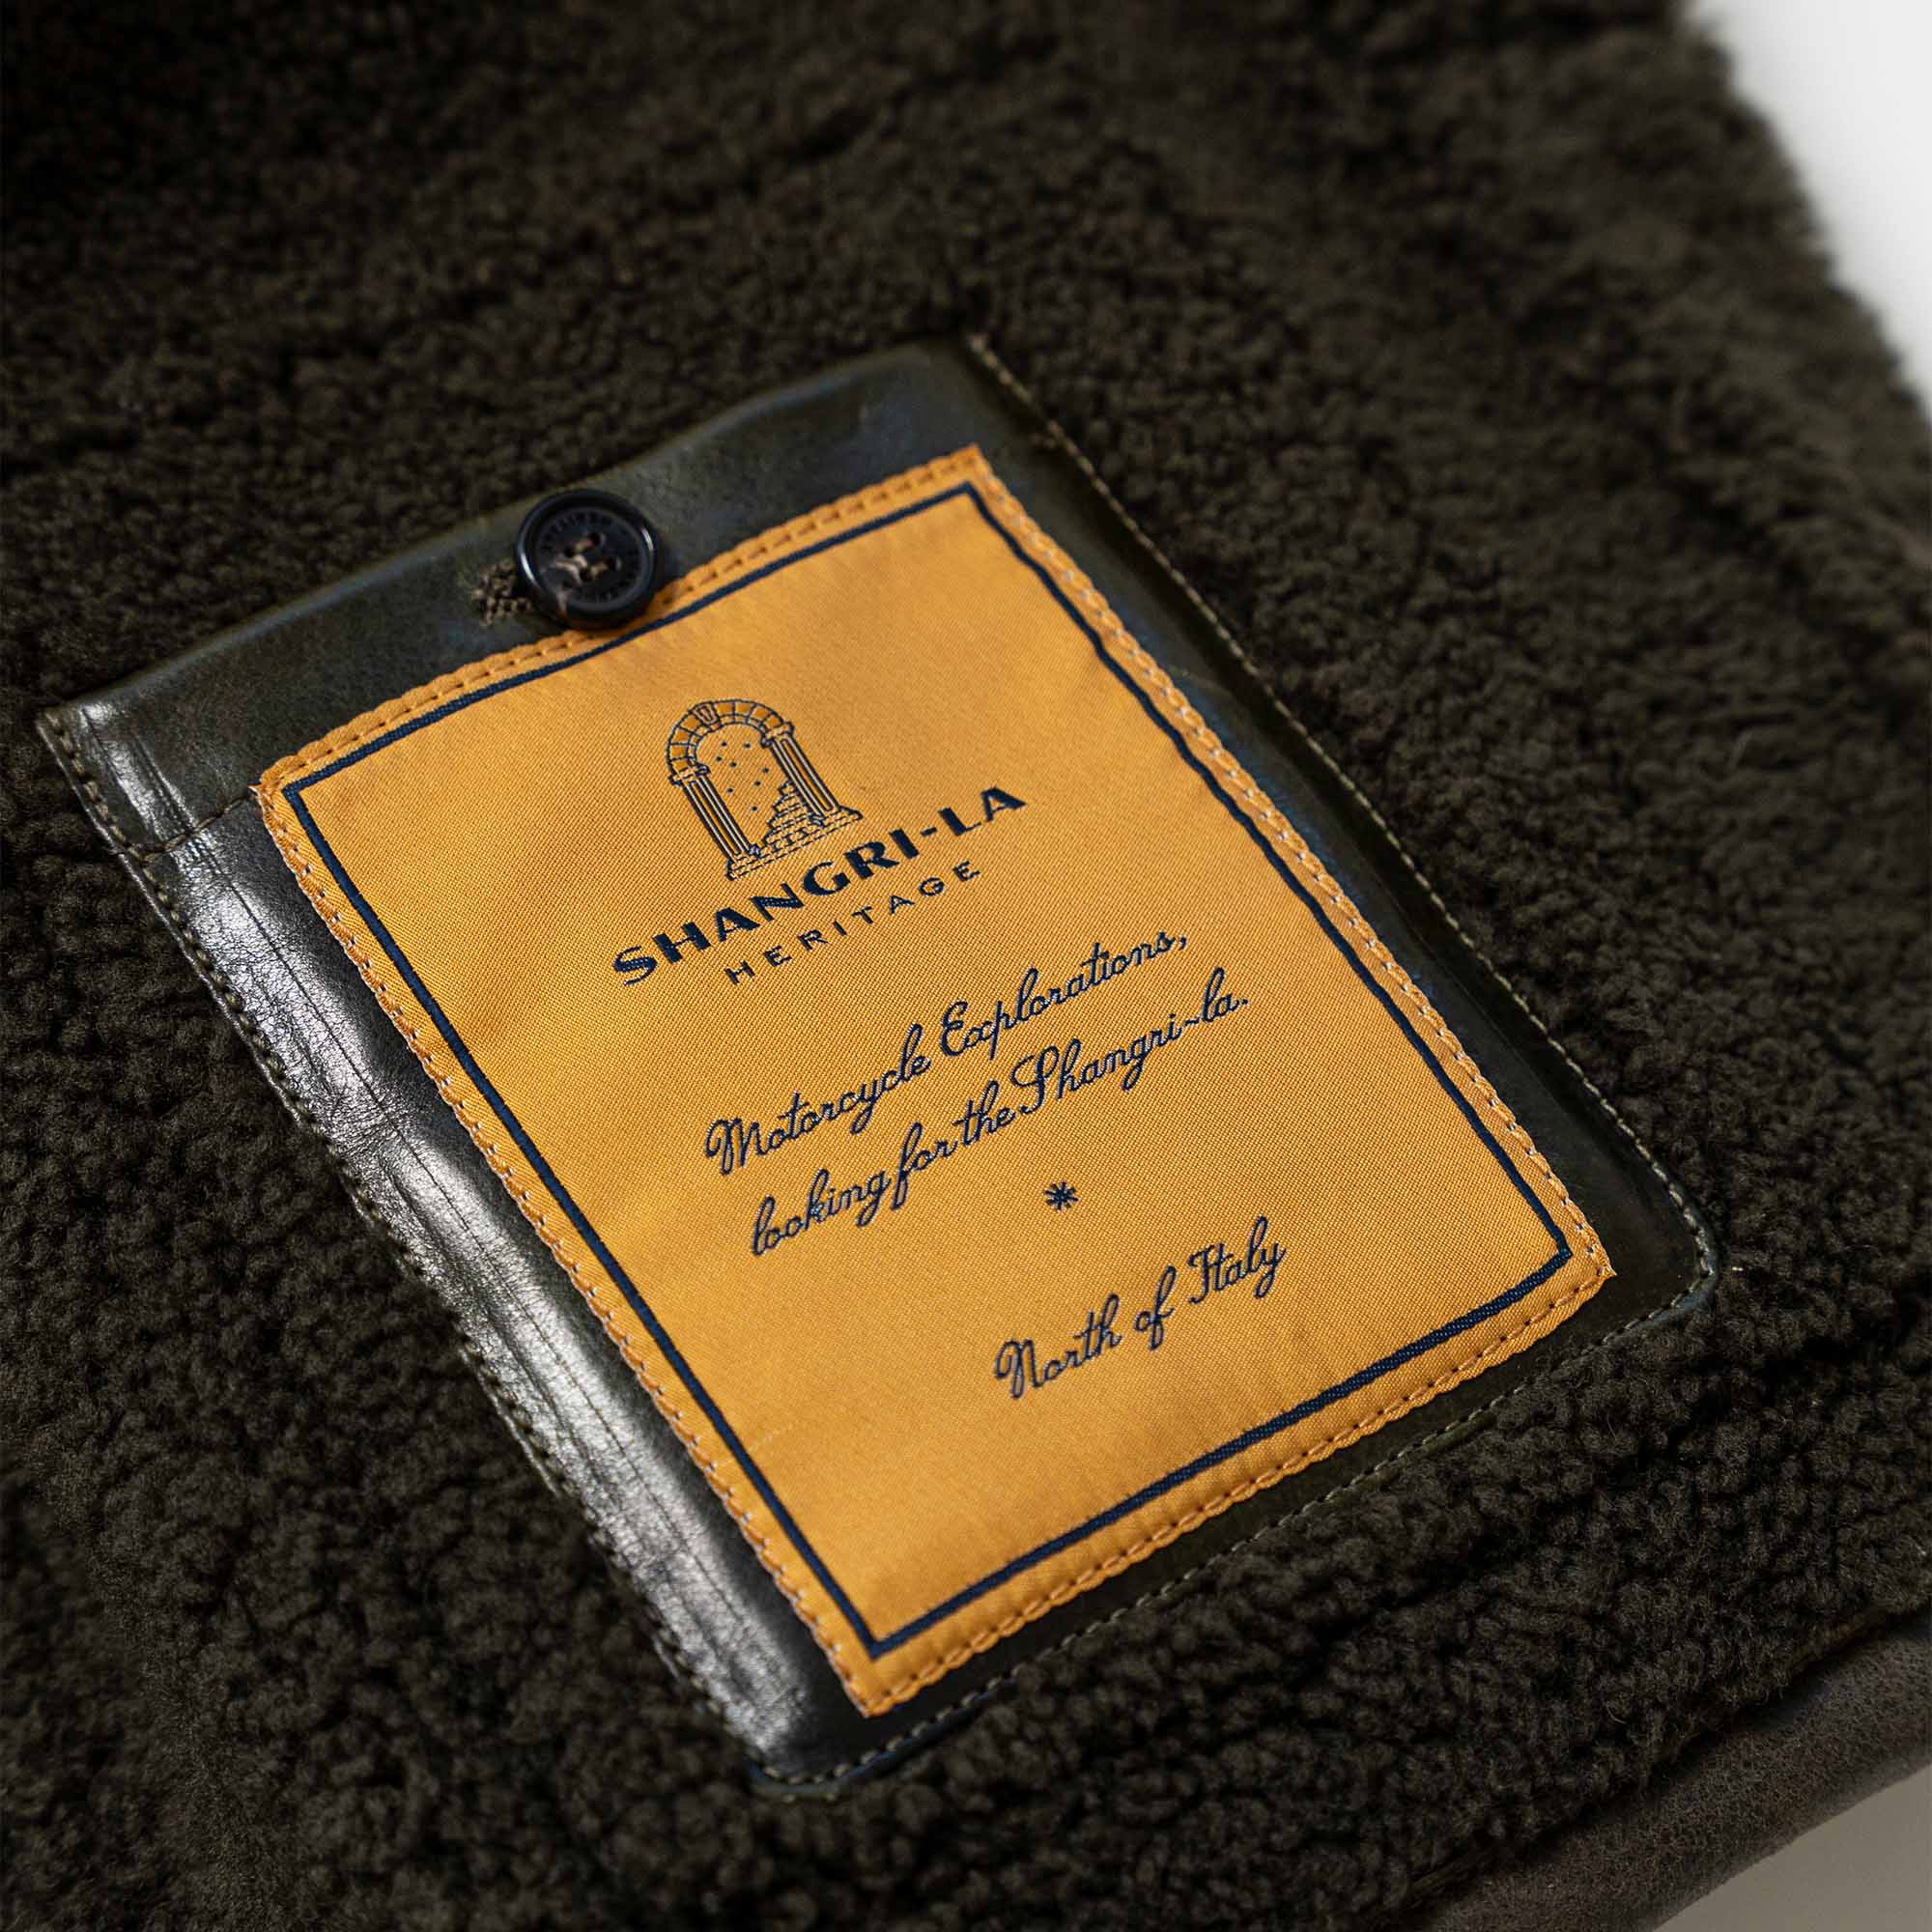 SHANGRI-LA
HERITAGE
Motorcycle Explorations,
looking for the Shangri-la.
*
North of Italy